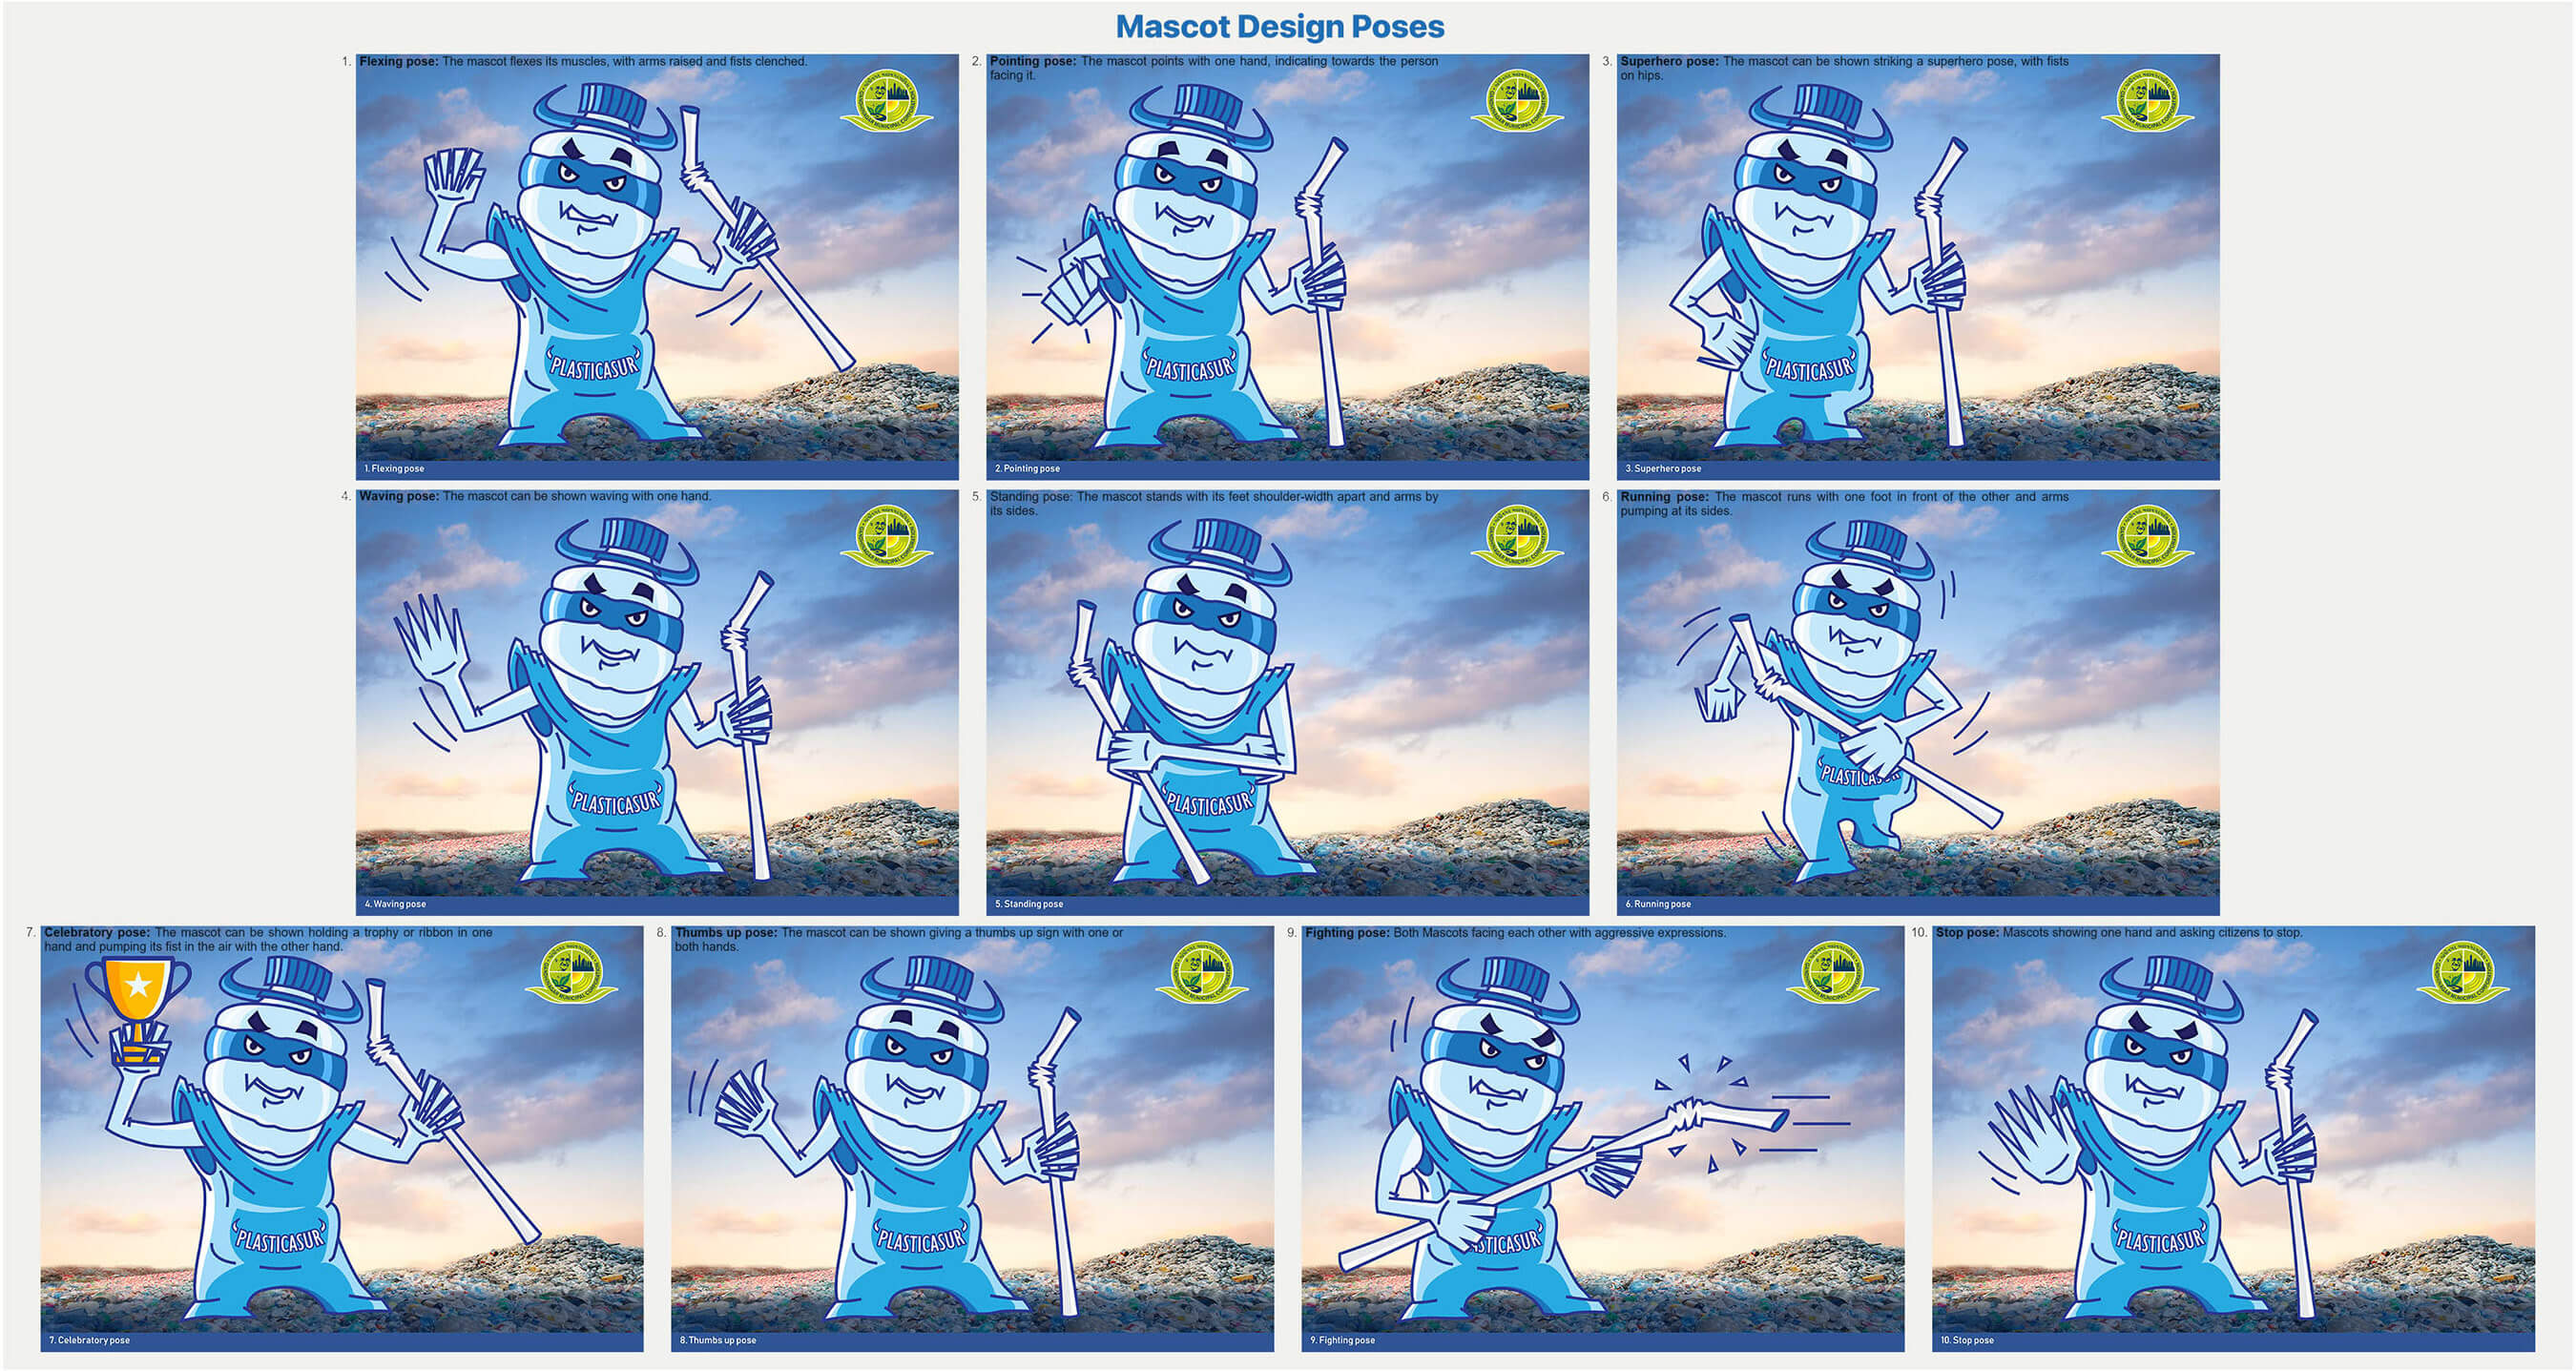 Mascot Design Poses
1. Flexing pose: The mascot flexes its muscles, with arms raised and fists clenched.
PLASTICASUR
1. Flexing pose
2. Pointing pose: The mascot points with one hand, indicating towards the person
facing it.
PLASTICASUR
2. Pointing pose
3. Superhero pose: The mascot can be shown striking a superhero pose, with fists
on hips.
PLASTICASUR
3. Superhero pose
4. Waving pose: The mascot can be shown waving with one hand.
PLASTICASUR
4. Waving pose
5. Standing pose: The mascot stands with its feet shoulder-width apart and arms by
its sides.
PLASTICASUR
5. Standing pose
6. Running pose: The mascot runs with one foot in front of the other and arms
pumping at its sides.
PLASTICA
6. Running pose
7. Celebratory pose: The mascot can be shown holding a trophy or ribbon in one
hand and pumping its fist in the air with the other hand.
PLASTICASUR
7. Celebratory pose
8. Thumbs up pose: The mascot can be shown giving a thumbs up sign with one or
both hands.
PLASTICASUR
8. Thumbs up pose
9. Fighting pose: Both Mascots facing each other with aggressive expressions.
STICASUR
9. Fighting pose
10. Stop pose: Mascots showing one hand and asking citizens to stop.
PLASTICASUR
10. Stop pose